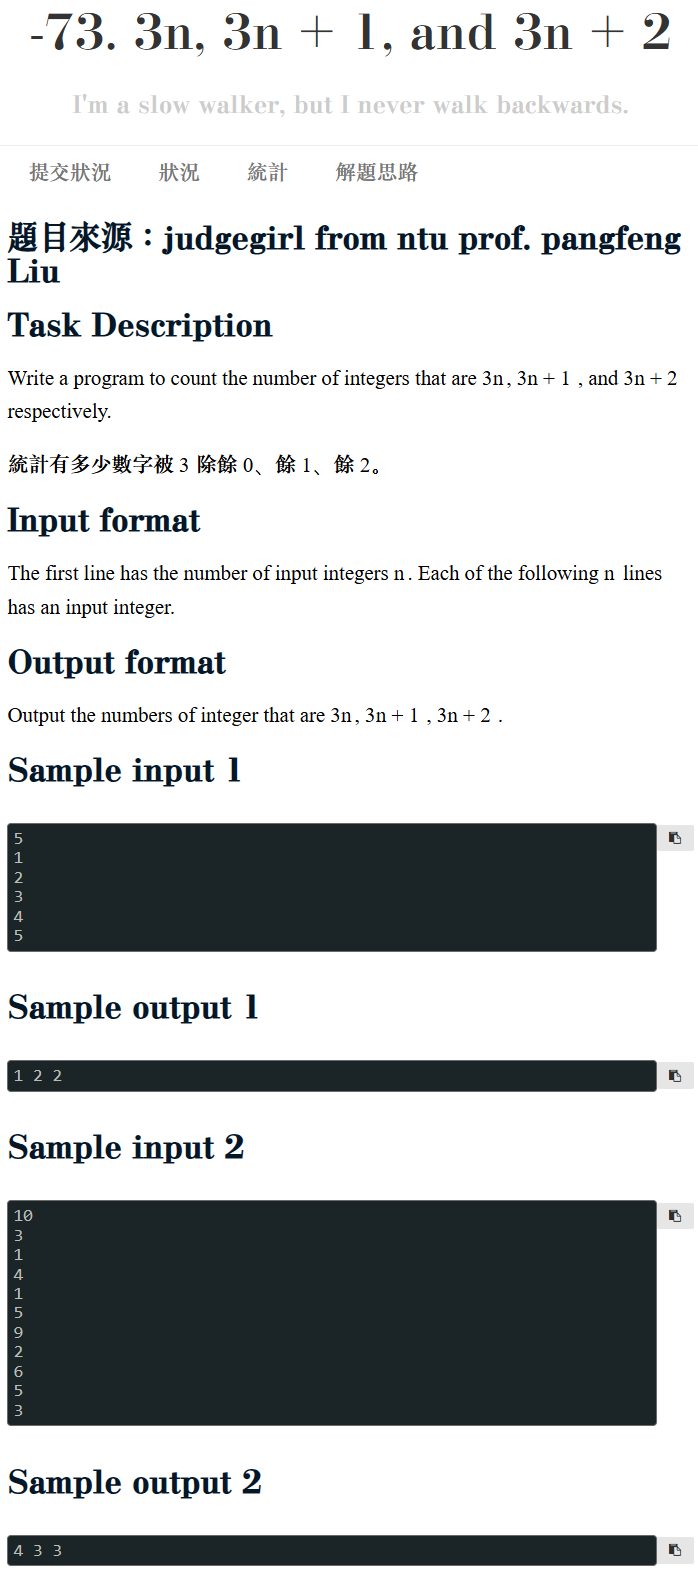 -73. 3n, 3n + 1, and 3n + 2
I'm a slow walker, but I never walk backwards.
提交狀況 狀況 統計 解題思路
題目來源：judgegirl from ntu prof. pangfeng
Liu
Task Description
Write a program to count the number of integers that are 3n, 3n + 1 , and 3n + 2
respectively.
統計有多少數字被 3 除餘 0、餘 1、餘 2。
Input format
The first line has the number of input integers n. Each of the following n lines
has an input integer.
Output format
Output the numbers of integer that are 3n, 3n + 1 , 3n + 2 .
Sample input 1
5
1
2
3
4
5
Sample output 1
1 2 2
Sample input 2
10
3
1
4
1
5
9
2
6
5
3
Sample output 2
4 3 3